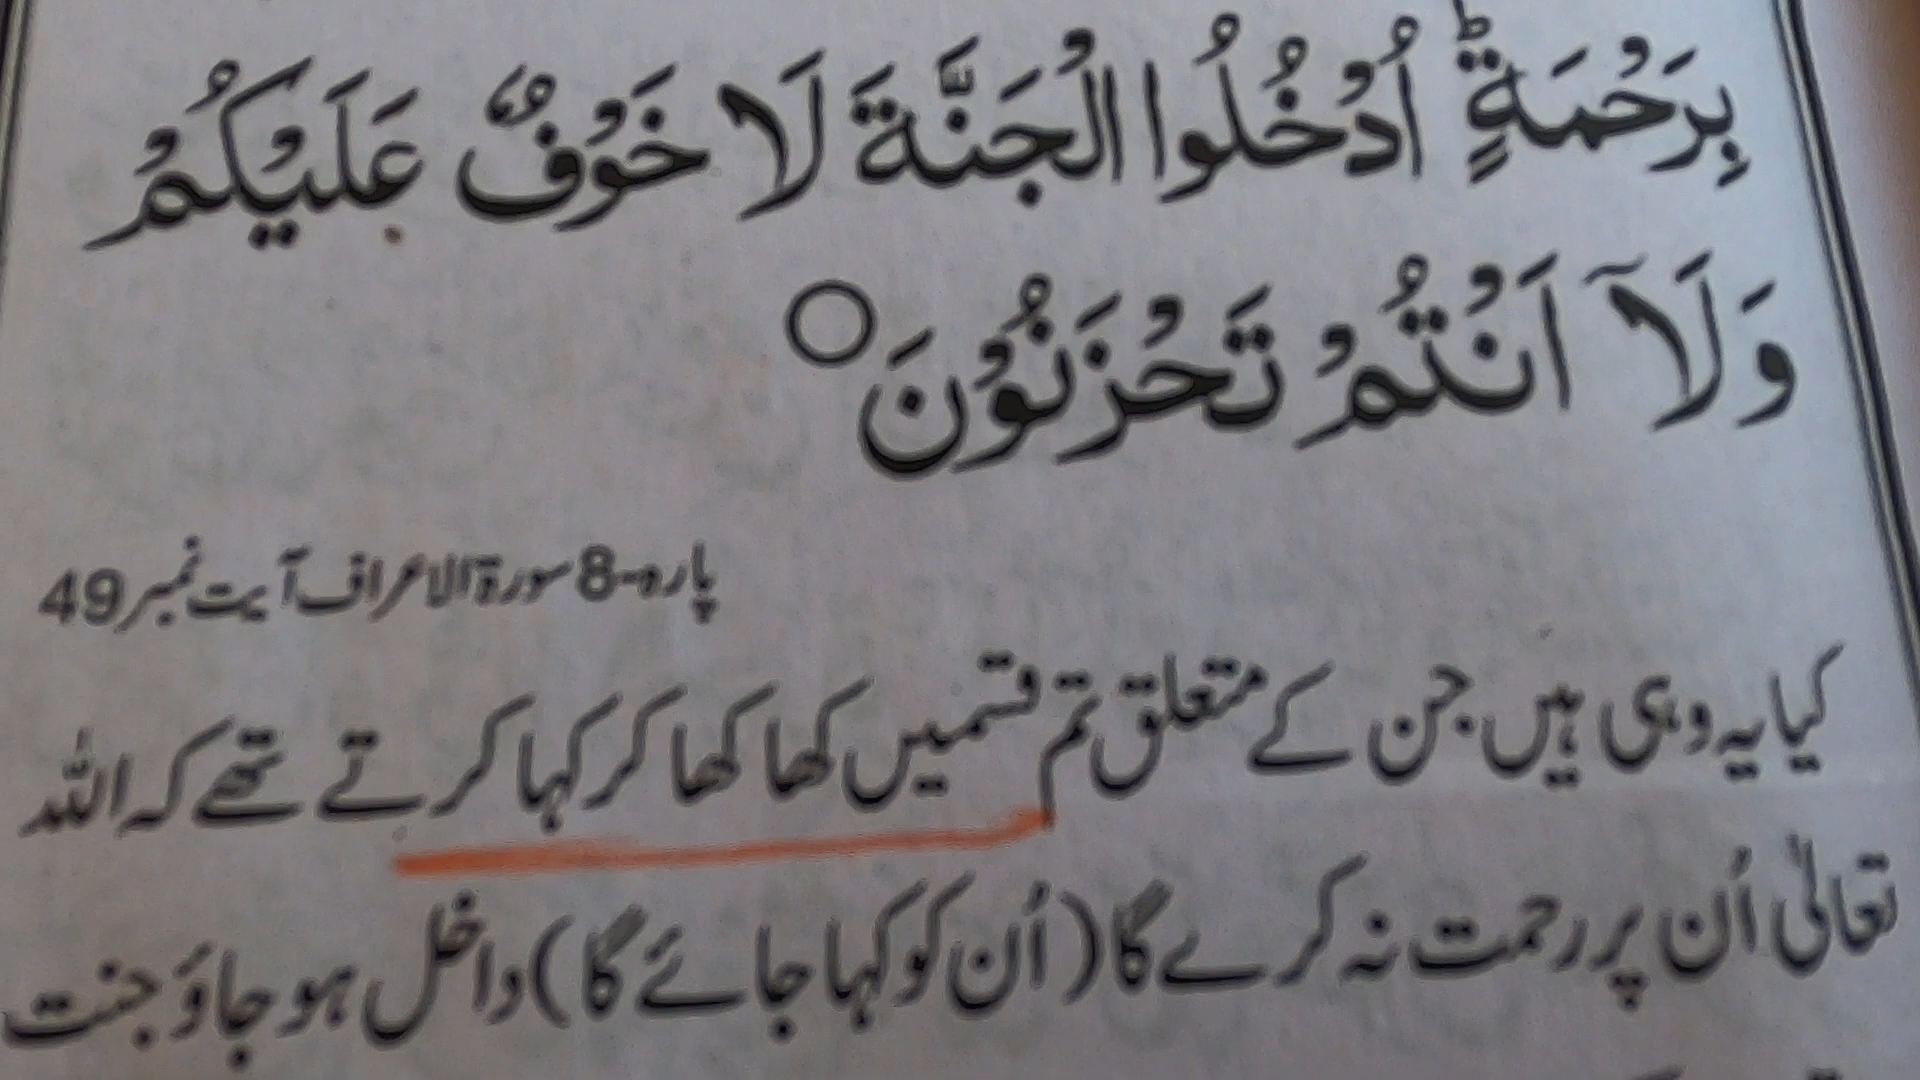 بِرَحْمَةٍ ؕ اُدْخُلُوا الْجَنَّةَ لَا خَوْفٌ عَلَيْكُمْ
وَلَاۤ اَنْتُمْ تَحْزَنُوْنَ ○
پارہ-8 سورۃ الاعراف آیت نمبر 49
کیا یہ وہی ہیں جن کے متعلق تم قسمیں کھا کھا کر کہا کرتے تھے کہ اللہ
تعالیٰ اُن پر رحمت نہ کرے گا (اُن کو کہا جائے گا) داخل ہو جاؤ جنت